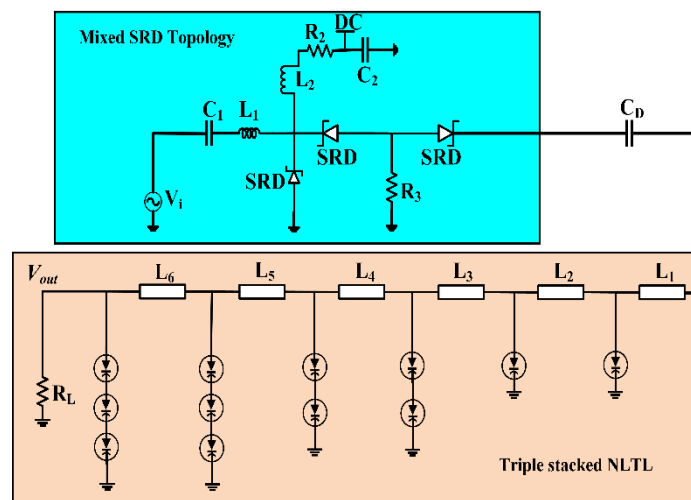 Mixed SRD Topology
DC
R2
C2
L2
C1
L1
CD
SRD
SRD
SRD
R3
Vi
Vout
L6
L5
L4
L3
L2
L1
RL
Triple stacked NLTL